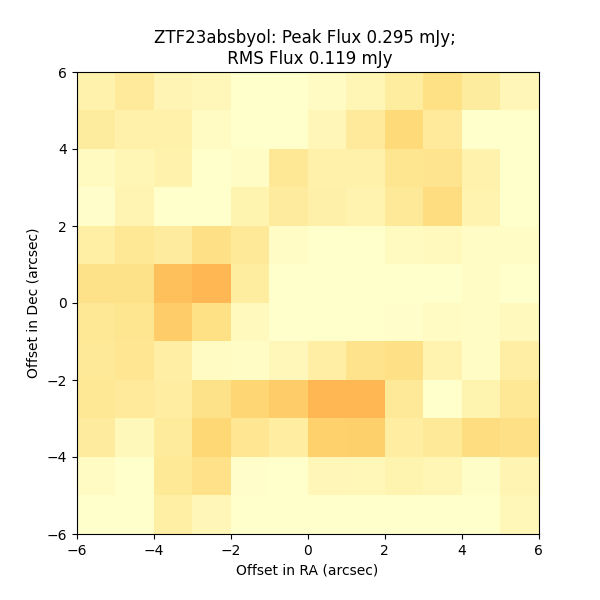 ZTF23absbyol: Peak Flux 0.295 mJy;
RMS Flux 0.119 mJy
6
4
2
0
−2
−4
−6
Offset in Dec (arcsec)
−6 −4 −2 0 2 4 6
Offset in RA (arcsec)